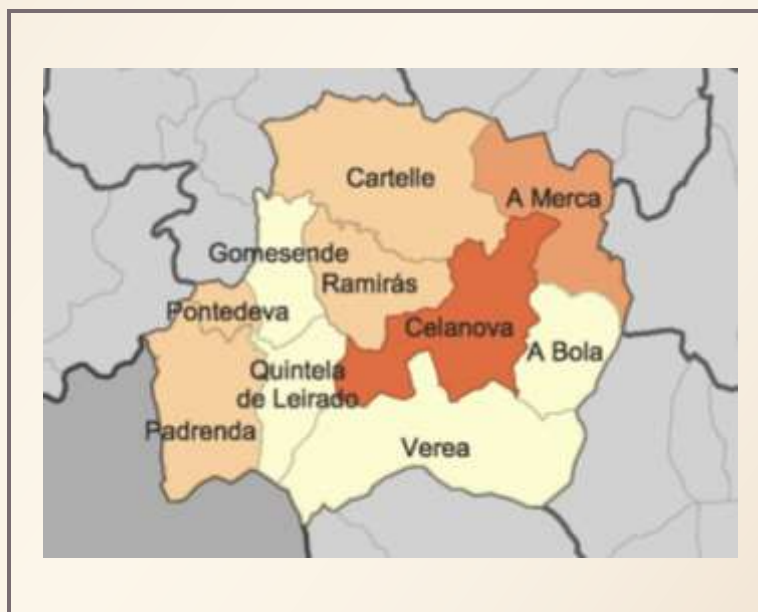 Cartelle
A Merca
Gomesende
Ramirás
Pontedeva
Celanova
A Bola
Quintela
de Leirado
Padrenda
Verea